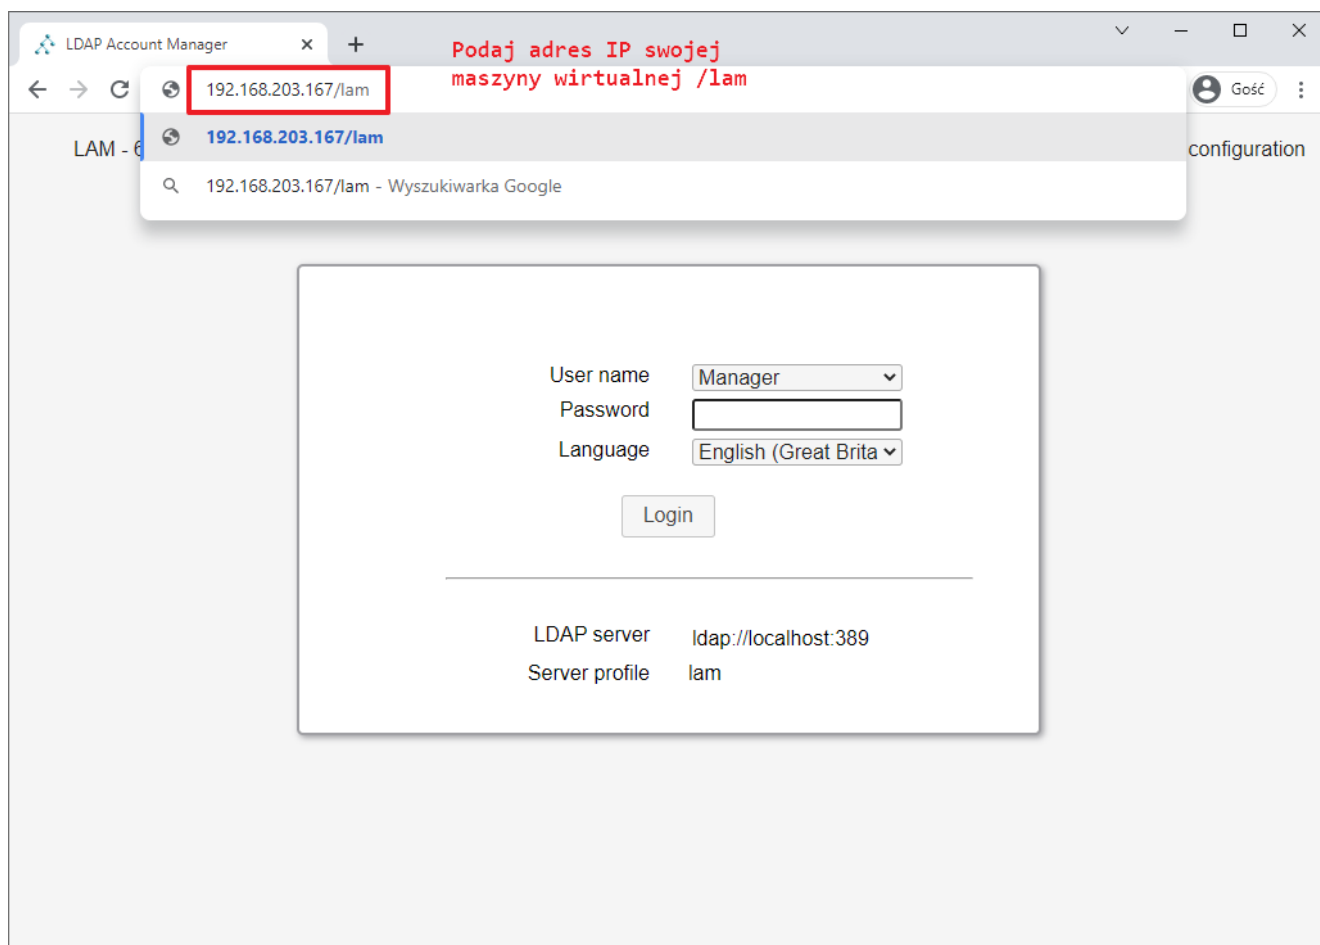 LDAP Account Manager
Podaj adres IP swojej
maszyny wirtualnej /lam
192.168.203.167/lam
Gość
192.168.203.167/lam
LAM - 6
configuration
192.168.203.167/lam - Wyszukiwarka Google
User name
Manager
Password
Language
English (Great Brita
Login
LDAP server
ldap://localhost:389
Server profile
lam